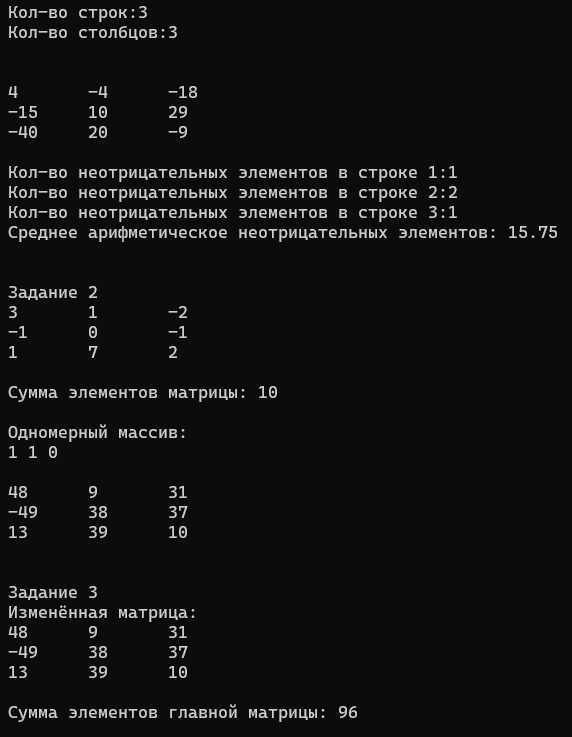 Кол-во строк:3
Кол-во столбцов:3
4 -4 -18
-15 10 29
-40 20 -9
Кол-во неотрицательных элементов в строке 1:1
Кол-во неотрицательных элементов в строке 2:2
Кол-во неотрицательных элементов в строке 3:1
Среднее арифметическое неотрицательных элементов: 15.75
Задание 2
3 1 -2
-1 0 -1
1 7 2
Сумма элементов матрицы: 10
Одномерный массив:
1 1 0
48 9 31
-49 38 37
13 39 10
Задание 3
Изменённая матрица:
48 9 31
-49 38 37
13 39 10
Сумма элементов главной матрицы: 96